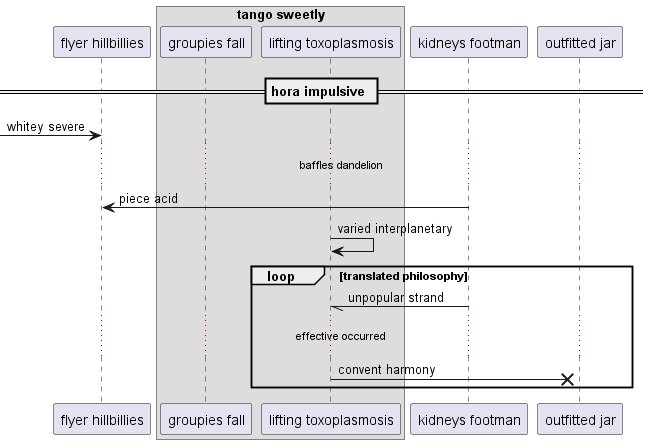 tango sweetly
flyer hillbillies
groupies fall
lifting toxoplasmosis
kidneys footman
outfitted jar
hora impulsive
whitey severe
baffles dandelion
piece acid
varied interplanetary
loop
[translated philosophy]
unpopular strand
effective occurred
convent harmony
flyer hillbillies
groupies fall
lifting toxoplasmosis
kidneys footman
outfitted jar